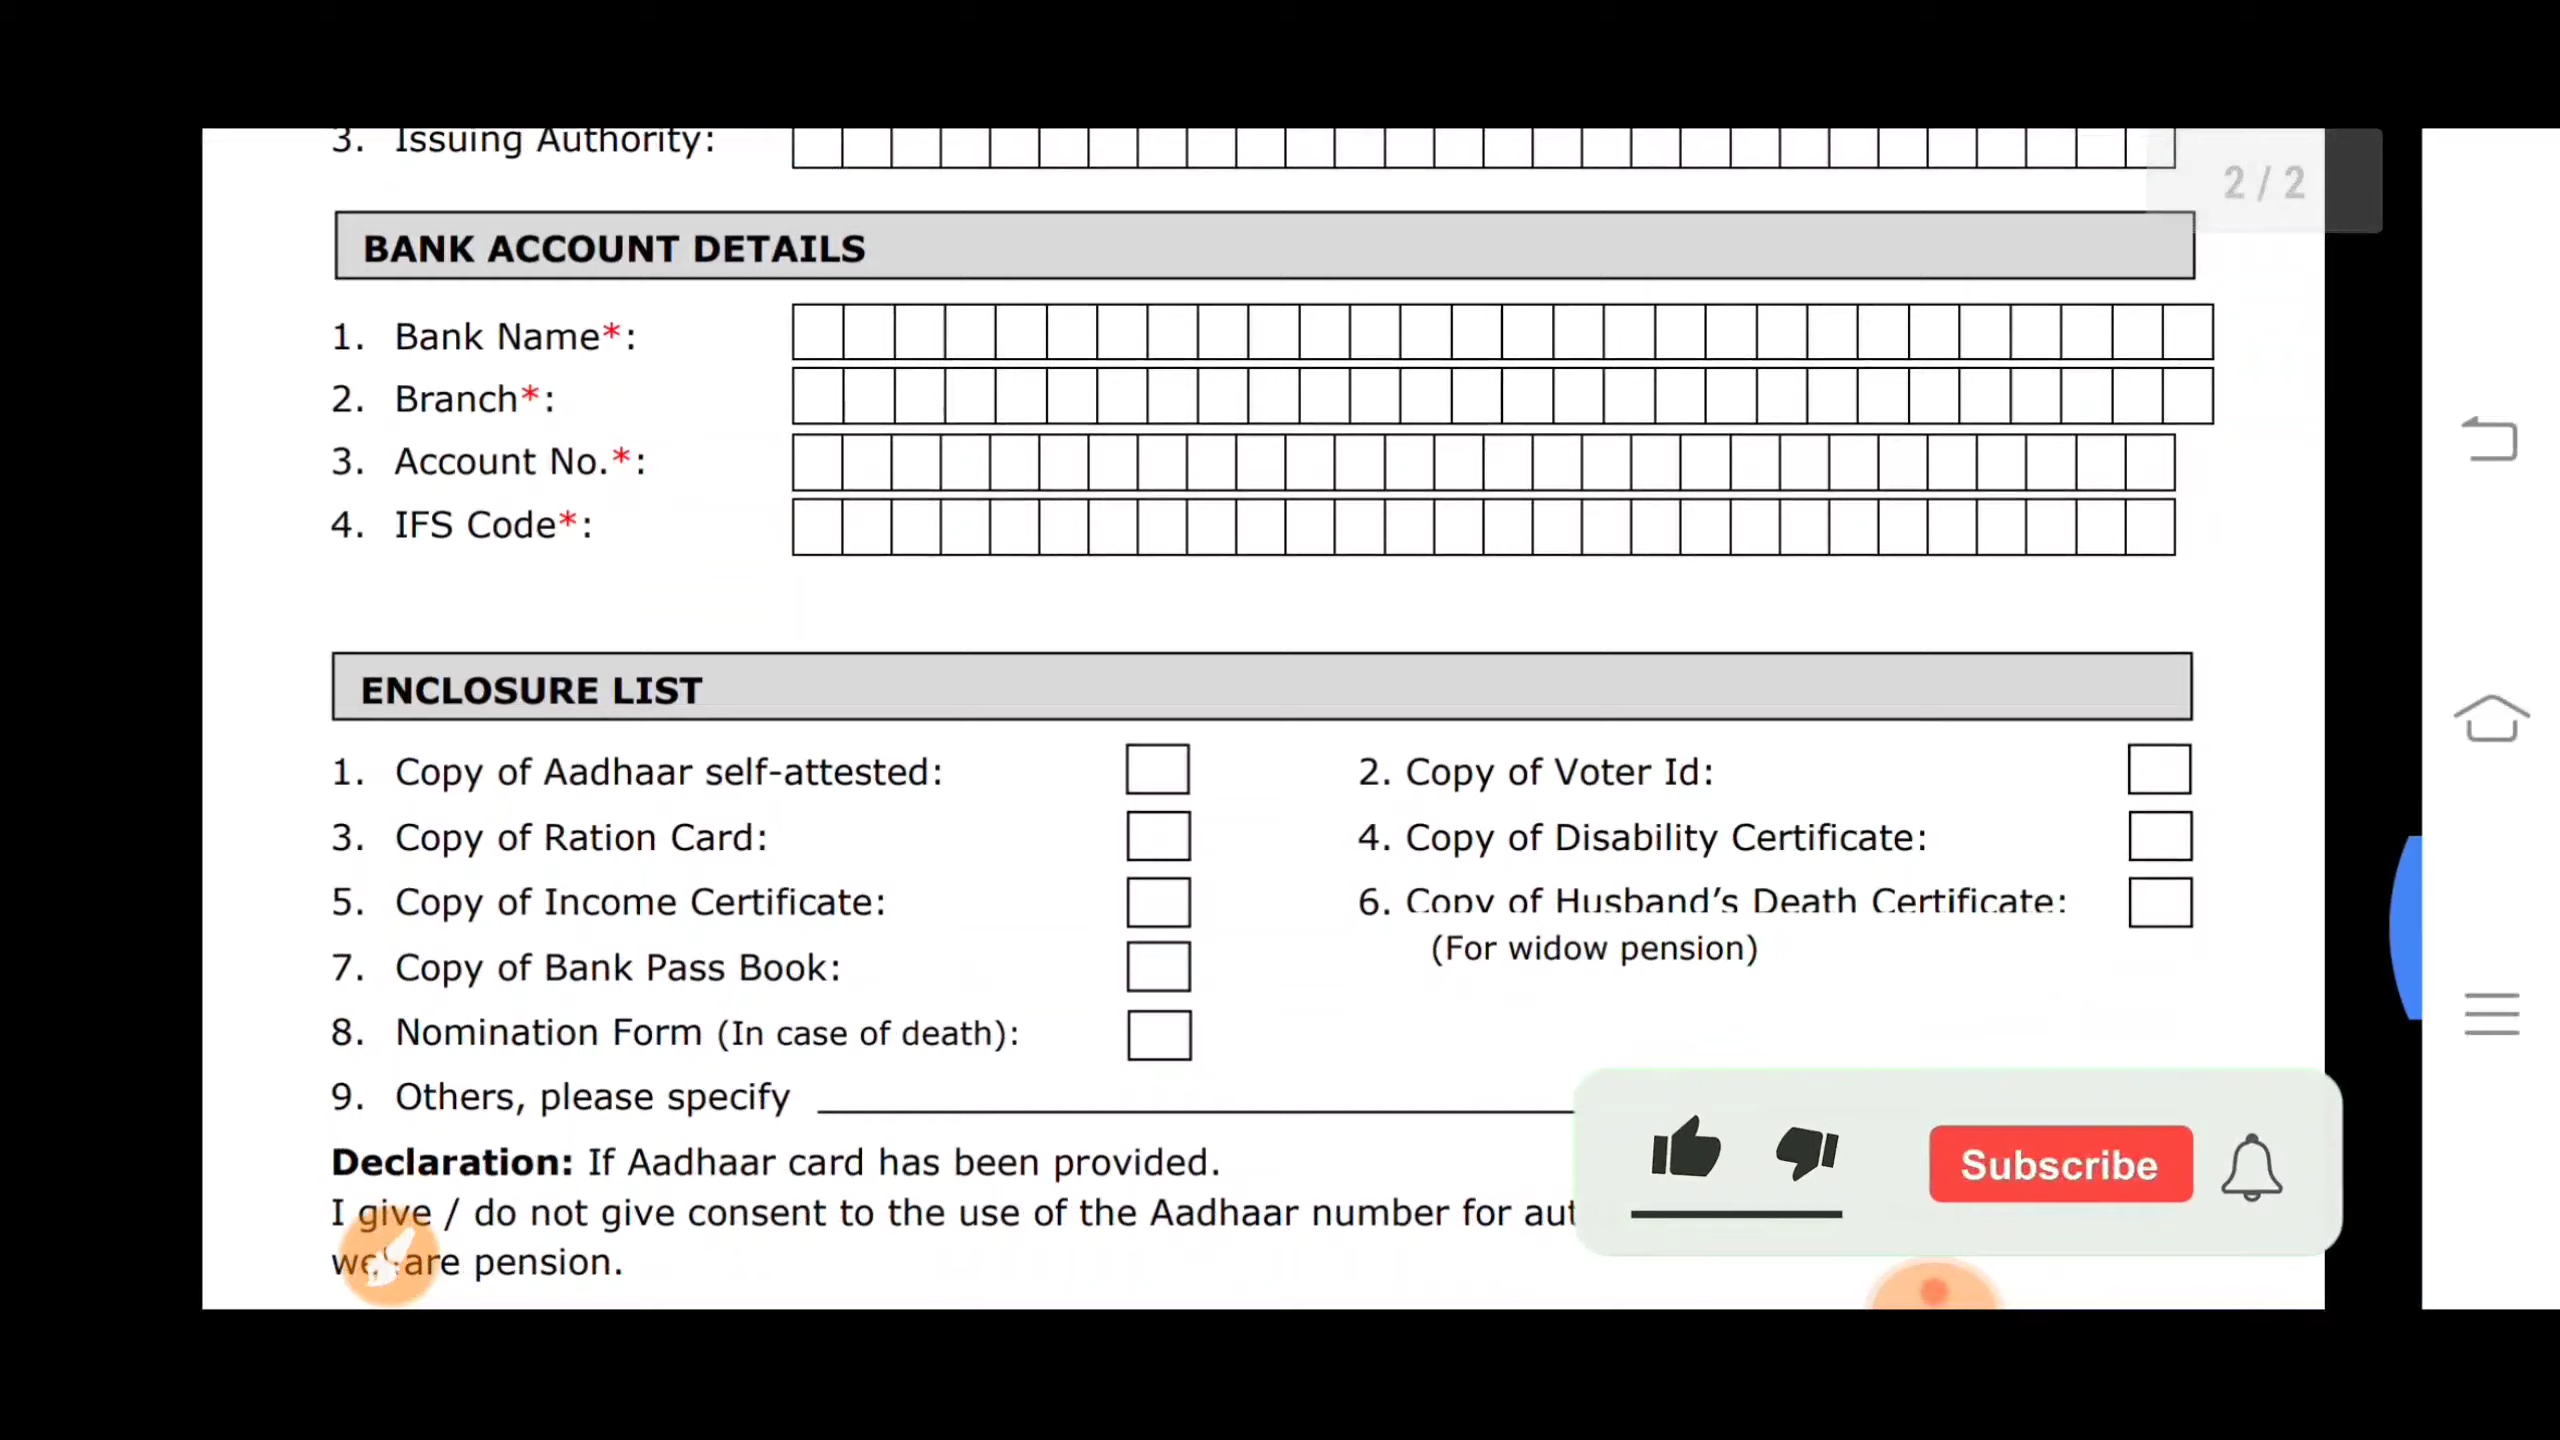 3. Issuing Authority:
2 / 2
BANK ACCOUNT DETAILS
1. Bank Name*:
2. Branch*:
3. Account No.*:
4. IFS Code*:
ENCLOSURE LIST
1. Copy of Aadhaar self-attested:
2. Copy of Voter Id:
3. Copy of Ration Card:
4. Copy of Disability Certificate:
5. Copy of Income Certificate:
6. Copy of Husband's Death Certificate:
(For widow pension)
7. Copy of Bank Pass Book:
8. Nomination Form (In case of death):
9. Others, please specify
Declaration: If Aadhaar card has been provided.
I give / do not give consent to the use of the Aadhaar number for
are pension.
Subscribe